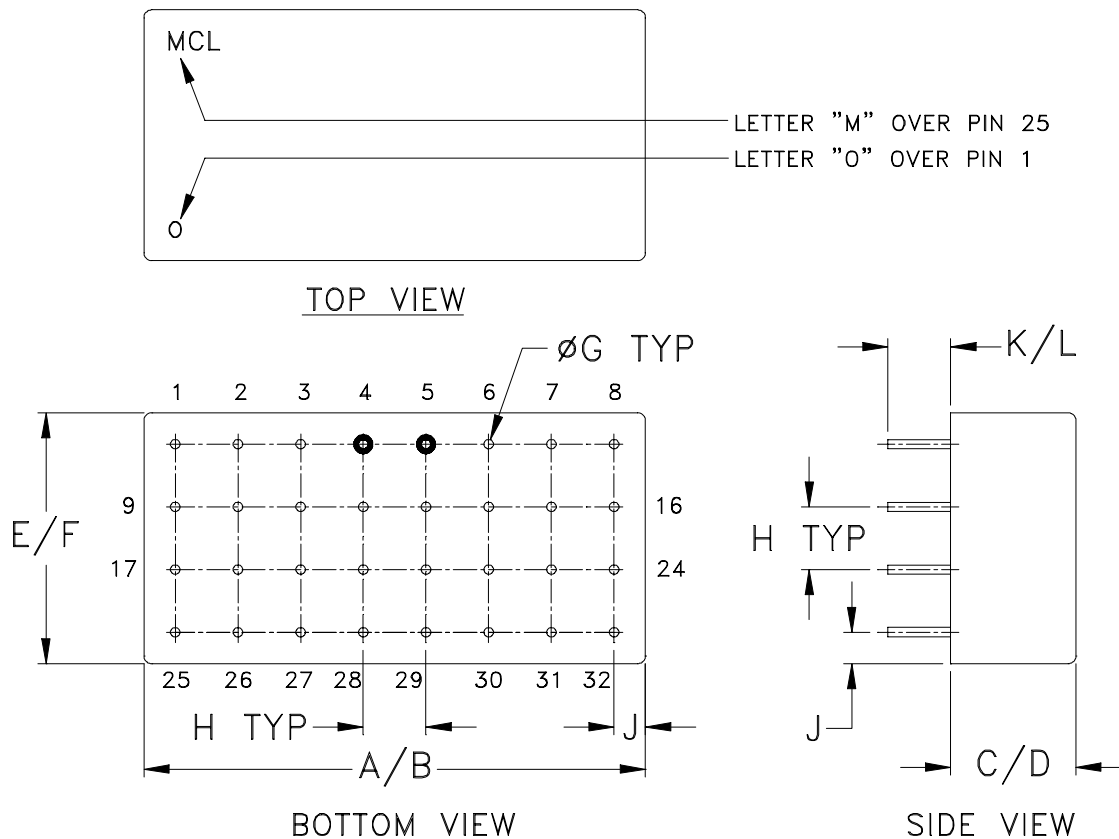 MCL
LETTER "M" OVER PIN 25
LETTER "O" OVER PIN 1
O
TOP VIEW
øG TYP
K/L
1 2 3 4 5 6 7 8
9
16
E/F
H TYP
17
24
25 26 27 28 29 30 31 32
H TYP
J
J
A/B
C/D
BOTTOM VIEW
SIDE VIEW